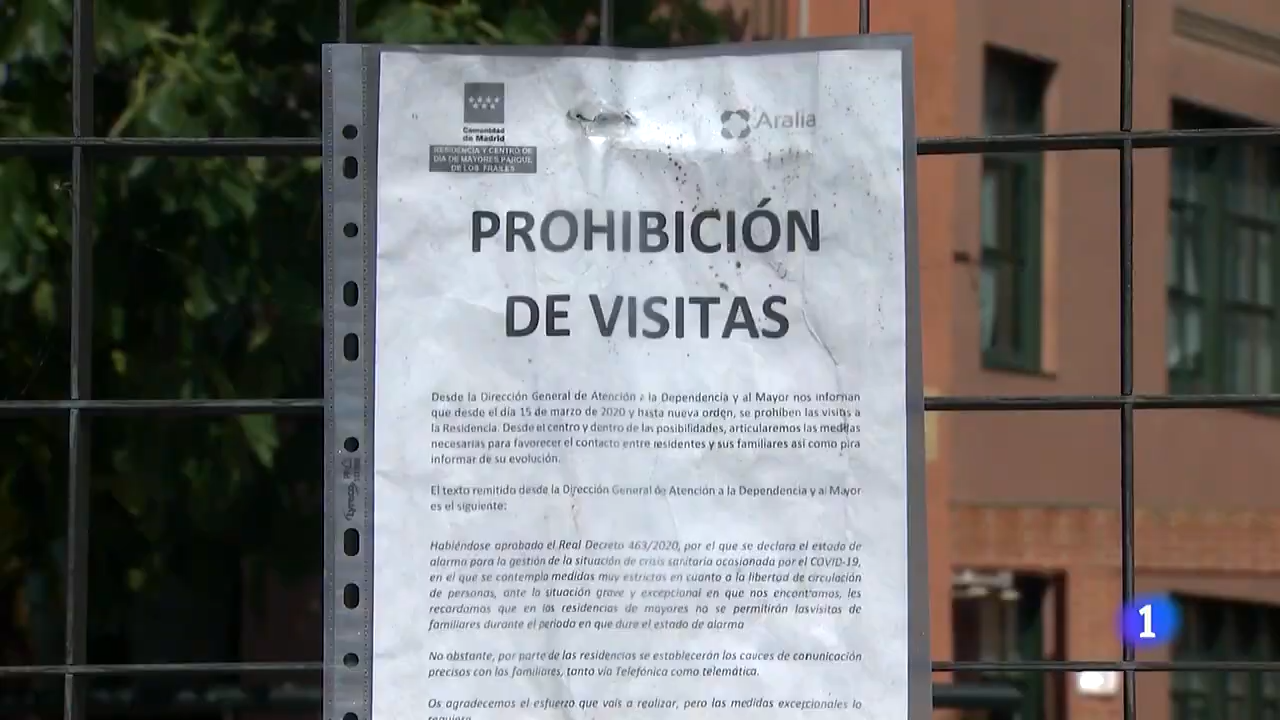 Comunidad
de Madrid
RESIDENCIA Y CENTRO DE
DIA DE MAYORES PARQUE
DE LOS FRAILES
Aralia
PROHIBICIÓN
DE VISITAS
Desde la Dirección General de Atención a la Dependencia y al Mayor nos informan
que desde el día 15 de marzo de 2020 y hasta nueva orden, se prohiben las visitas a
la Residencia. Desde el centro y dentro de las posibilidades, articularemos las medidas
necesarias para favorecer el contacto entre residentes y sus familiares así como para
informar de su evolución.
El texto remitido desde la Dirección General de Atención a la Dependencia y al Mayor
es el siguiente:
Habiéndose aprobado el Real Decreto 463/2020, por el que se declara el estado de
alarma para la gestión de la situación de crisis sanitaria ocasionada por el COVID-19,
en el que se contempla medidas muy estrictas en cuanto a la libertad de circulación
de personas, ante la situación grave y excepcional en que nos encontramos, les
recordamos que en las residencias de mayores no se permitirán las visitas de
familiares durante el periodo en que dure el estado de alarma
No obstante, por parte de las residencias se establecerán los cauces de comunicación
precisos con los familiares, tanto vía Telefónica como telemática.
Os agradecemos el esfuerzo que vais a realizar, pero las medidas excepcionales lo
1